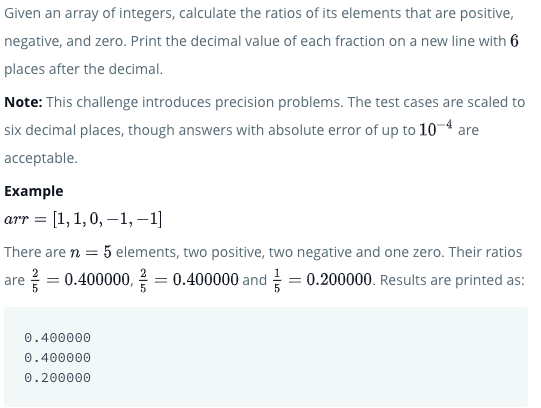 Given an array of integers, calculate the ratios of its elements that are positive,
negative, and zero. Print the decimal value of each fraction on a new line with 6
places after the decimal.
Note: This challenge introduces precision problems. The test cases are scaled to
six decimal places, though answers with absolute error of up to 10⁻⁴ are
acceptable.
Example
arr = [1, 1, 0, −1, −1]
There are n = 5 elements, two positive, two negative and one zero. Their ratios
are 2/5 = 0.400000, 2/5 = 0.400000 and 1/5 = 0.200000. Results are printed as:
0.400000
0.400000
0.200000